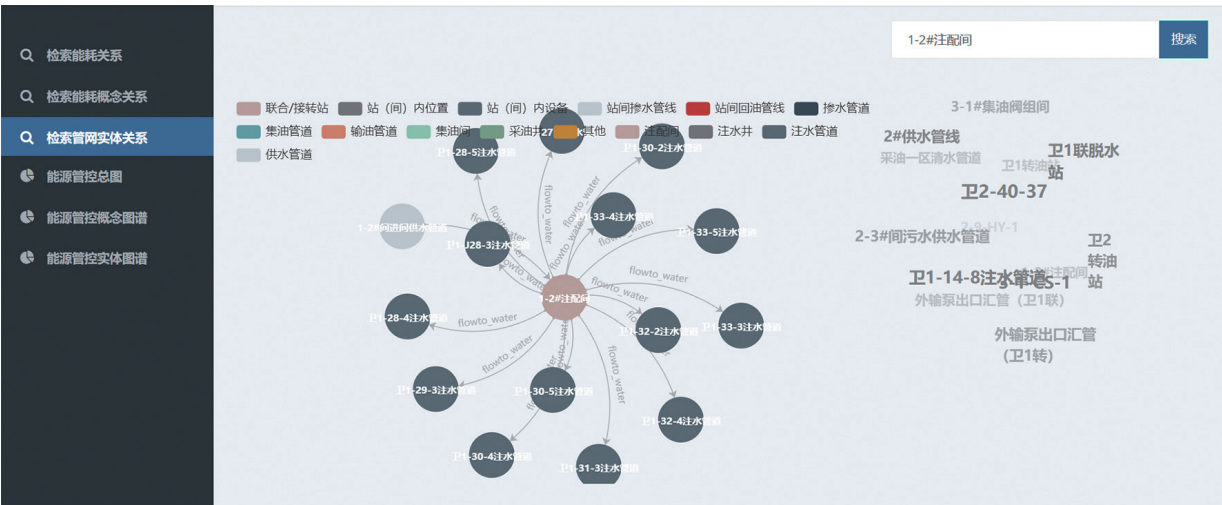 检索能耗关系
检索能耗概念关系
检索管网实体关系
能源管控总图
能源管控概念图谱
能源管控实体图谱
1-2#注配间
搜索
联合/接转站 站（间）内位置 站（间）内设备 站间掺水管线 站间回油管线 掺水管道
集油管道 输油管道 集油间 采油井 其他 注配间 注水井 注水管道
供水管道
卫1-28-5注水管道
卫1-30-2注水管道
1-2#间进间供水管道
卫1-J28-3注水管道
卫1-33-4注水管道
卫1-33-5注水管道
1-2#注配间
卫1-28-4注水管道
卫1-32-2注水管道
卫1-33-3注水管道
卫1-29-3注水管道
卫1-30-5注水管道
卫1-32-4注水管道
卫1-30-4注水管道
卫1-31-3注水管道
flowto_water
flowto_water
flowto_water
flowto_water
flowto_water
flowto_water
flowto_water
flowto_water
flowto_water
3-1#集油阀组间
2#供水管线
采油一区清水管道
卫1联脱水
站
卫1转油站
卫2-40-37
2-3#间污水供水管道
卫2
转油
站
卫1-14-8注水管道
外输泵出口汇管（卫1联）
外输泵出口汇管
（卫1转）